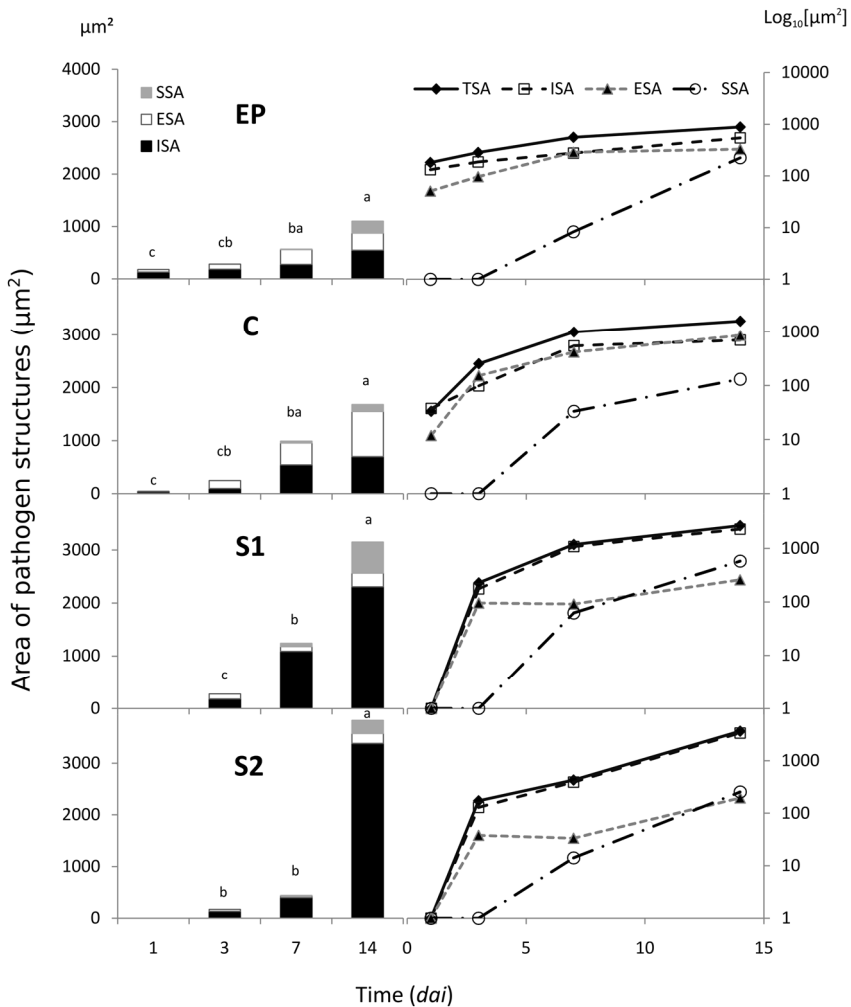 µm²
Log₁₀[µm²]
Area of pathogen structures (µm²)
4000
3000
2000
1000
0
SSA
ESA
ISA
EP
c
cb
ba
a
TSA
ISA
ESA
SSA
10000
1000
100
10
1
3000
2000
1000
0
C
c
cb
ba
a
1000
100
10
1
3000
2000
1000
0
S1
c
b
a
1000
100
10
1
3000
2000
1000
0
S2
b
b
a
1000
100
10
1
1 3 7 14
0 5 10 15
Time (dai)